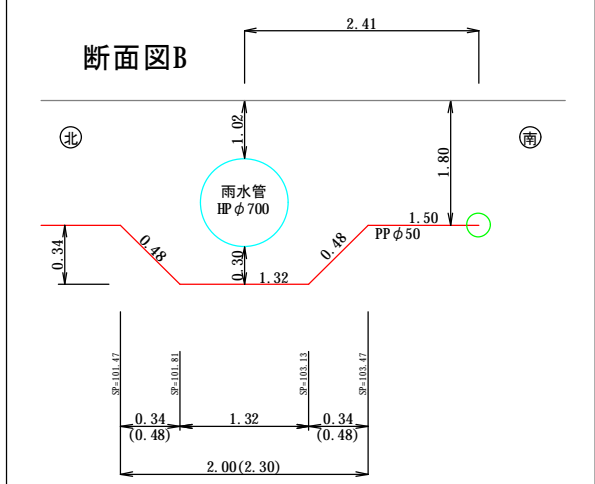 2.41
断面図B
北
南
1.02
1.80
雨水管
HPφ700
1.50
PPφ50
0.34
0.48
0.30
1.32
0.48
SP=101.47
SP=101.81
SP=103.13
SP=103.47
0.34
1.32
0.34
(0.48)
(0.48)
2.00(2.30)